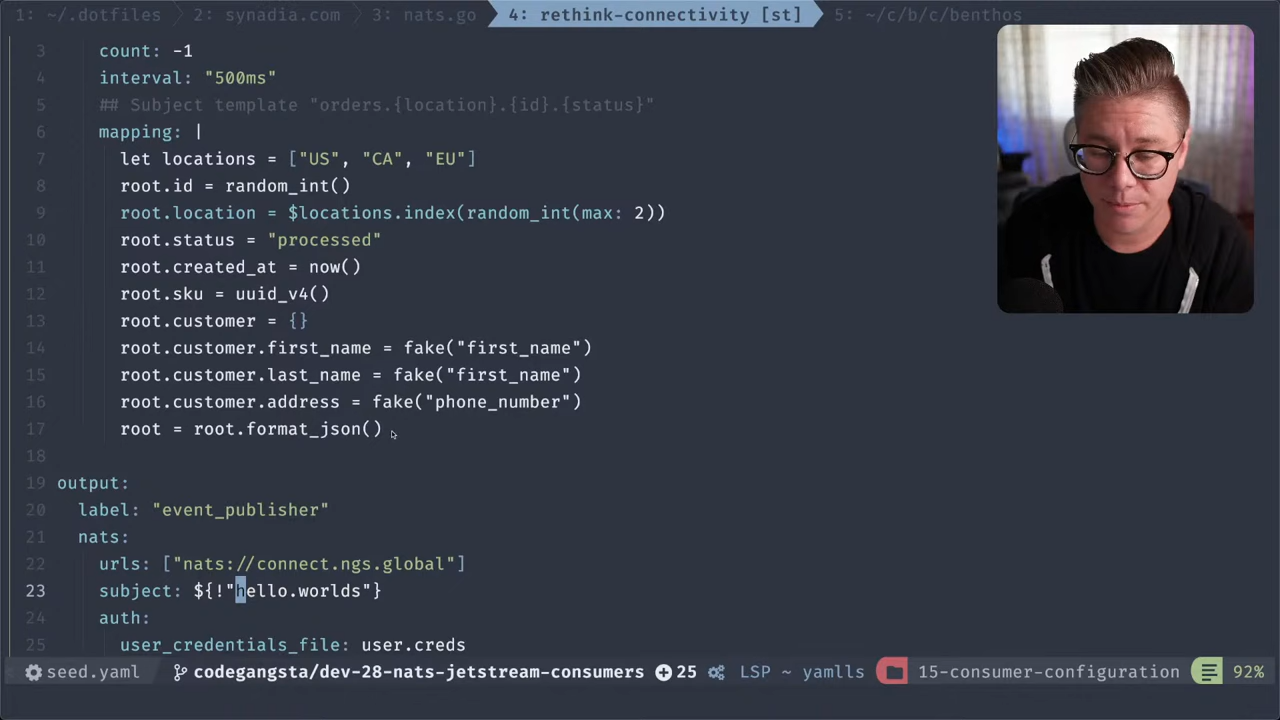 1: ~/.dotfiles 2: synadia.com 3: nats.go 4: rethink-connectivity [st] 5: ~/c/b/c/benthos
3 count: -1
4 interval: "500ms"
5 ## Subject template "orders.{location}.{id}.{status}"
6 mapping: |
7 let locations = ["US", "CA", "EU"]
8 root.id = random_int()
9 root.location = $locations.index(random_int(max: 2))
10 root.status = "processed"
11 root.created_at = now()
12 root.sku = uuid_v4()
13 root.customer = {}
14 root.customer.first_name = fake("first_name")
15 root.customer.last_name = fake("first_name")
16 root.customer.address = fake("phone_number")
17 root = root.format_json()
18
19 output:
20 label: "event_publisher"
21 nats:
22 urls: ["nats://connect.ngs.global"]
23 subject: ${!"hello.worlds"}
24 auth:
25 user_credentials_file: user.creds
seed.yaml codegangsta/dev-28-nats-jetstream-consumers 25 LSP ~ yamlls 15-consumer-configuration 92%